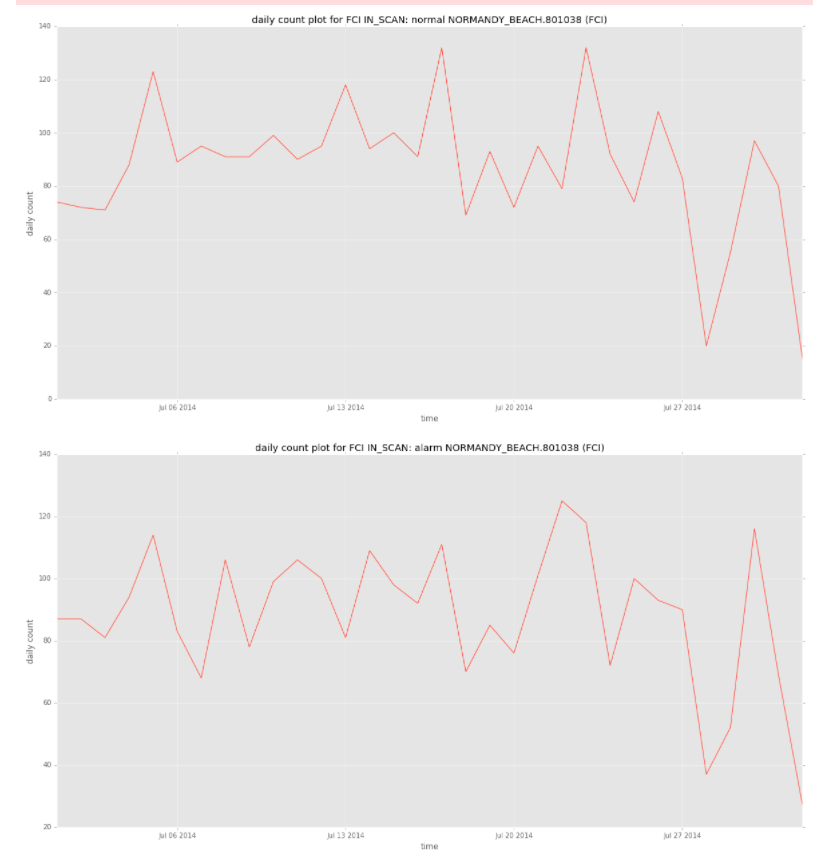 daily count plot for FCI IN_SCAN: normal NORMANDY_BEACH.801038 (FCI)
140
120
100
80
60
40
20
0
daily count
Jul 06 2014 Jul 13 2014 Jul 20 2014 Jul 27 2014
time
daily count plot for FCI IN_SCAN: alarm NORMANDY_BEACH.801038 (FCI)
140
120
100
80
60
40
20
daily count
Jul 06 2014 Jul 13 2014 Jul 20 2014 Jul 27 2014
time